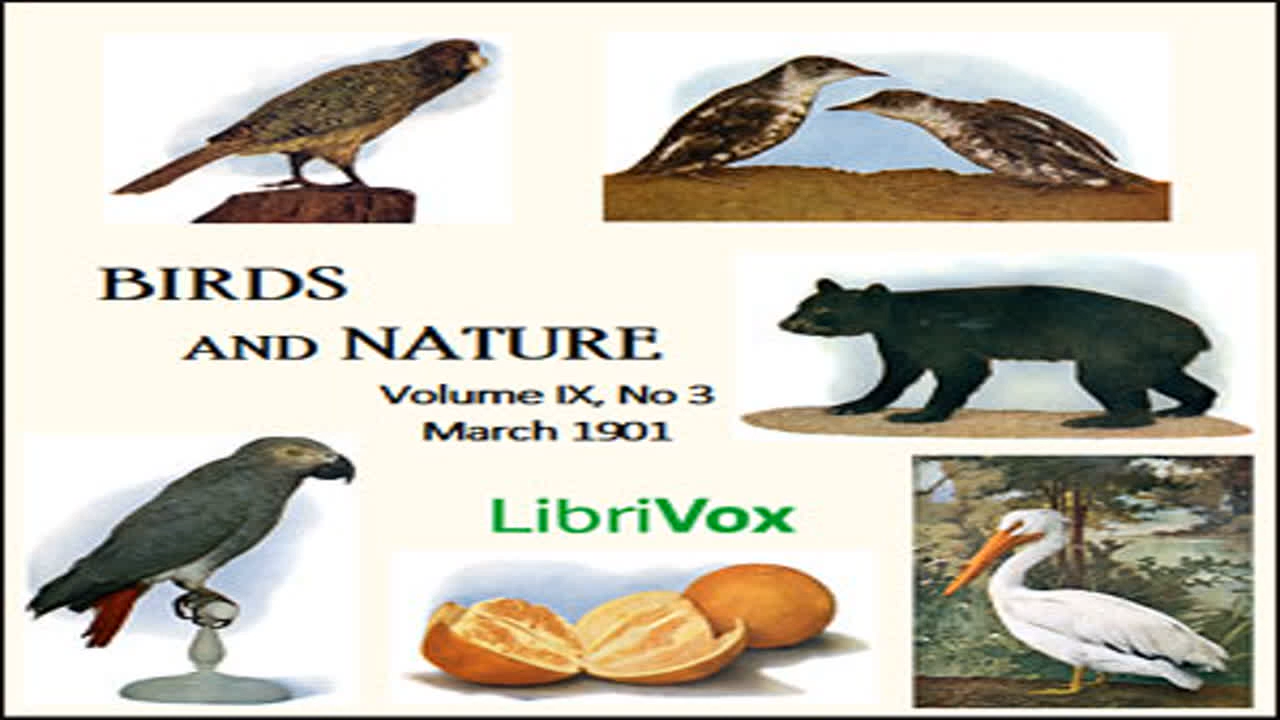 BIRDS
AND NATURE
Volume IX, No 3
March 1901
LibriVox